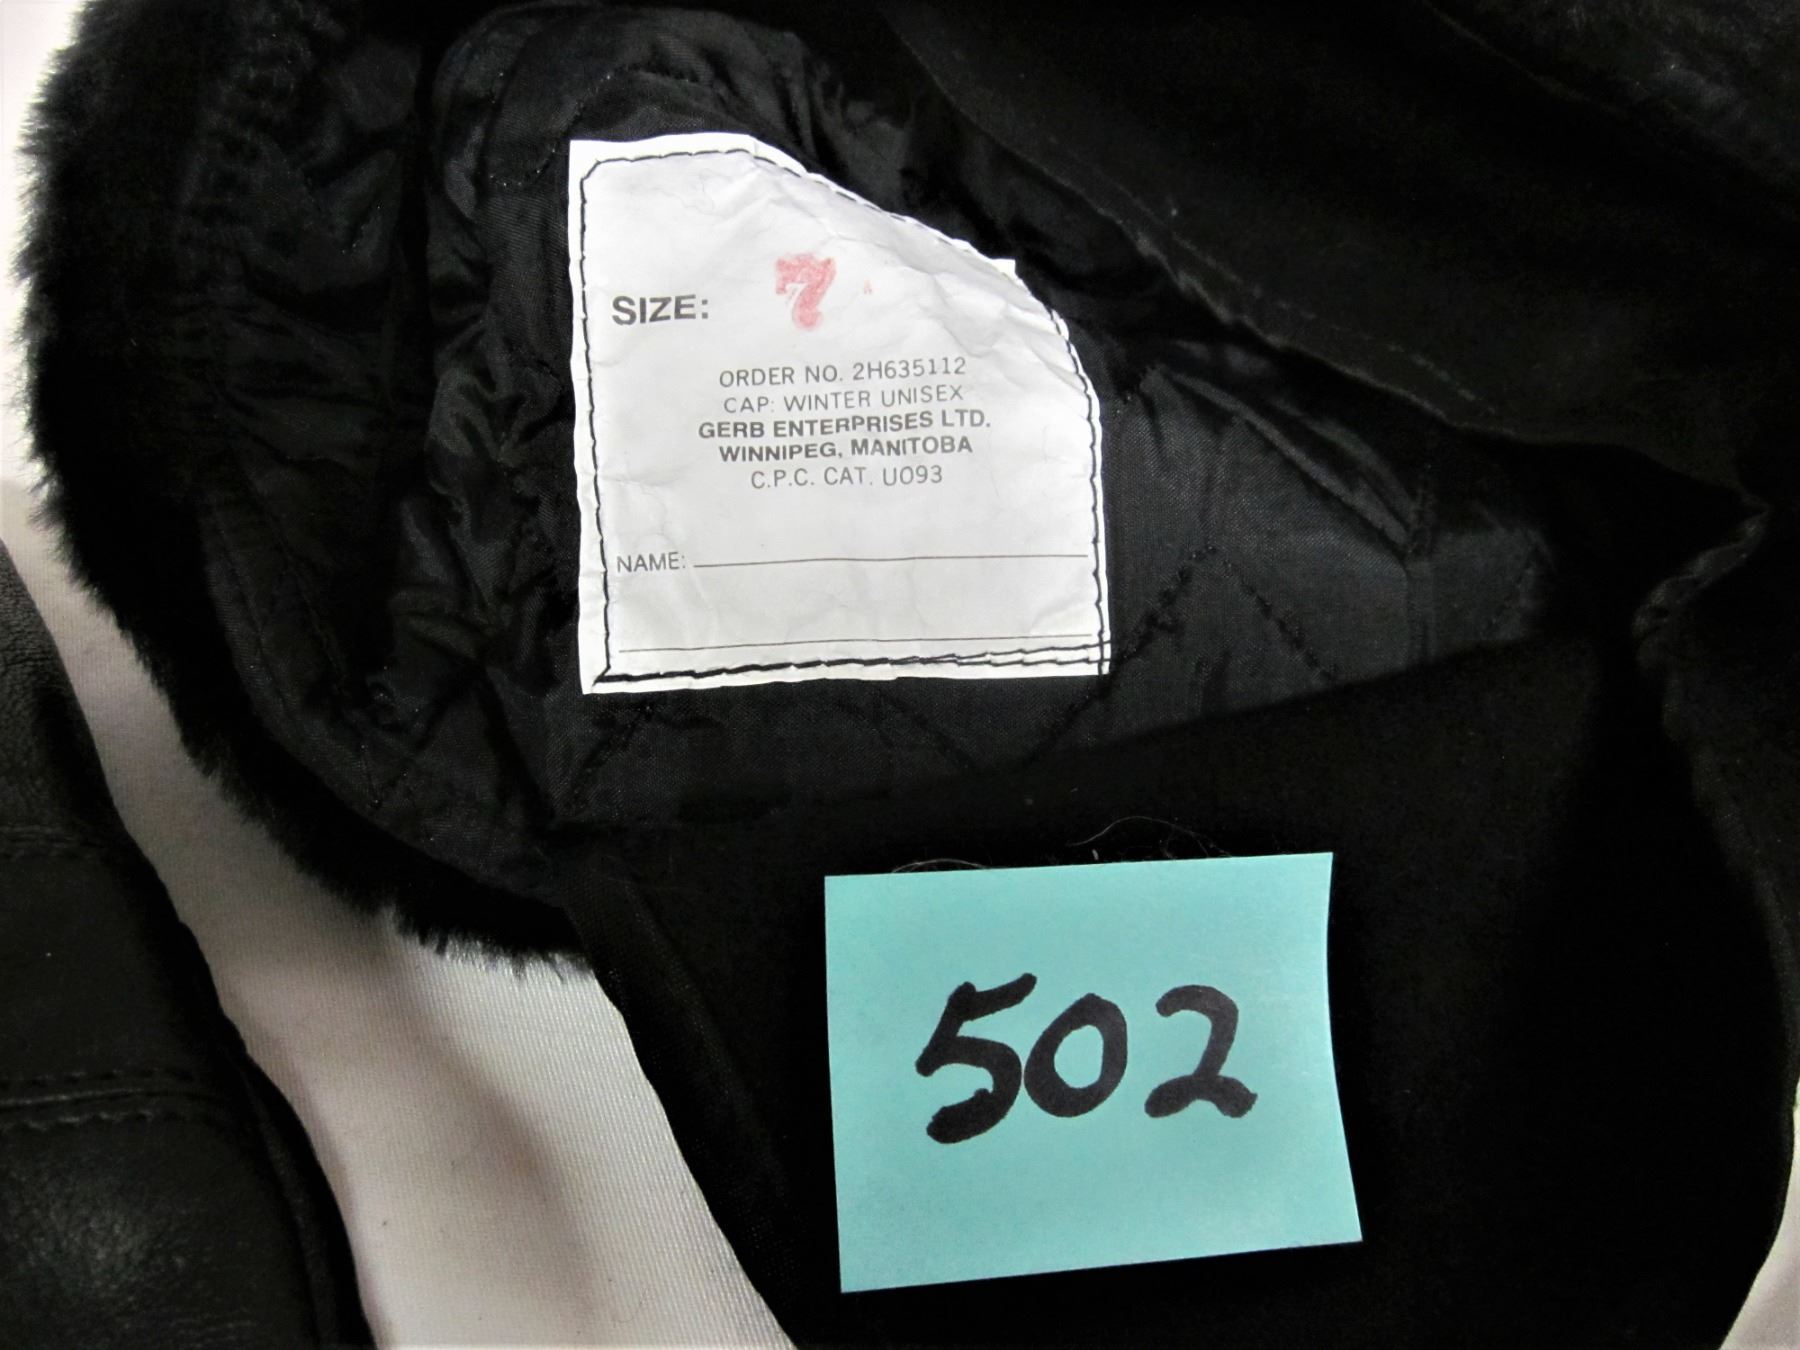 SIZE: 7
ORDER NO. 2H635112
CAP: WINTER UNISEX
GERB ENTERPRISES LTD.
WINNIPEG, MANITOBA
C.P.C. CAT. U093
NAME:
502